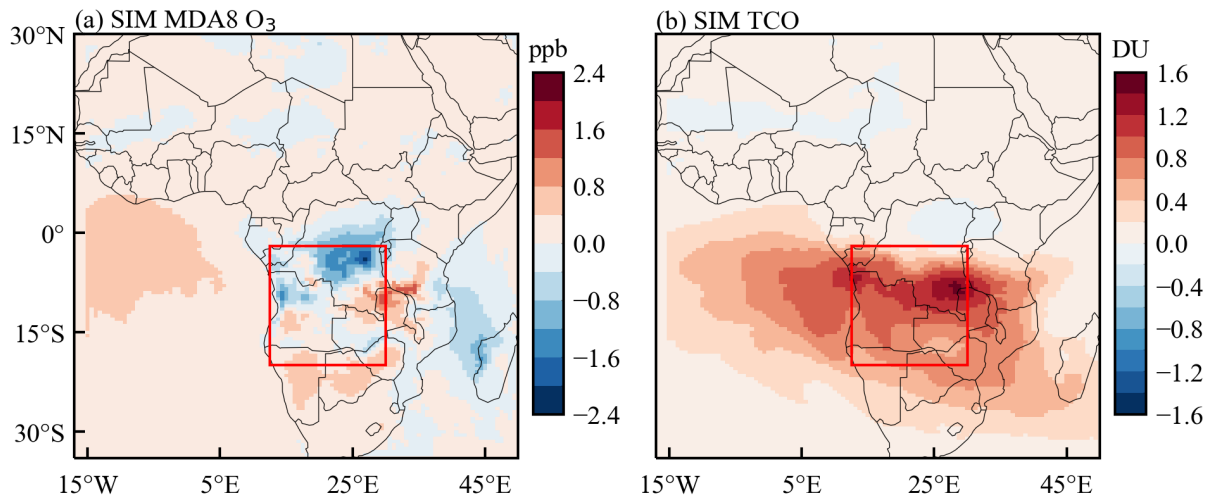 (a) SIM MDA8 O₃
(b) SIM TCO
ppb
DU
30°N
15°N
0°
15°S
30°S
15°W
5°E
25°E
45°E
2.4
1.6
0.8
0.0
−0.8
−1.6
−2.4
15°W
5°E
25°E
45°E
1.6
1.2
0.8
0.4
0.0
−0.4
−0.8
−1.2
−1.6